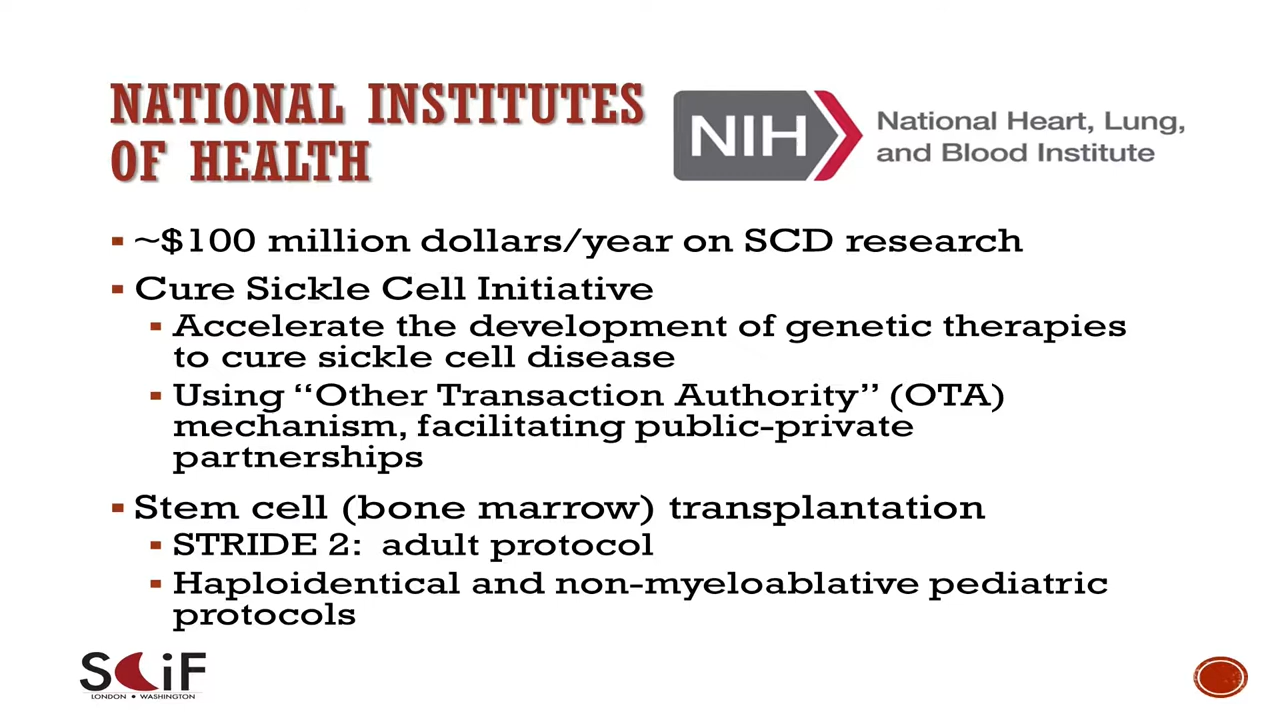 NATIONAL INSTITUTES
OF HEALTH
NIH
National Heart, Lung,
and Blood Institute
~$100 million dollars/year on SCD research
Cure Sickle Cell Initiative
Accelerate the development of genetic therapies
to cure sickle cell disease
Using “Other Transaction Authority” (OTA)
mechanism, facilitating public-private
partnerships
Stem cell (bone marrow) transplantation
STRIDE 2: adult protocol
Haploidentical and non-myeloablative pediatric
protocols
SCiF
LONDON • WASHINGTON